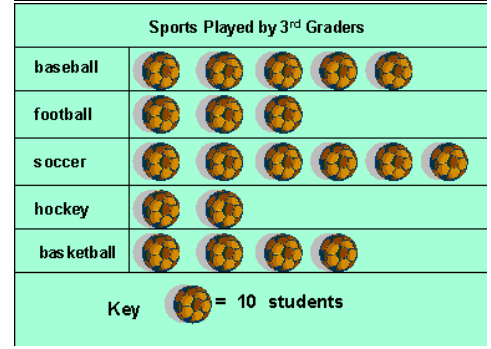 Sports Played by 3rd Graders
baseball
football
soccer
hockey
basketball
Key = 10 students